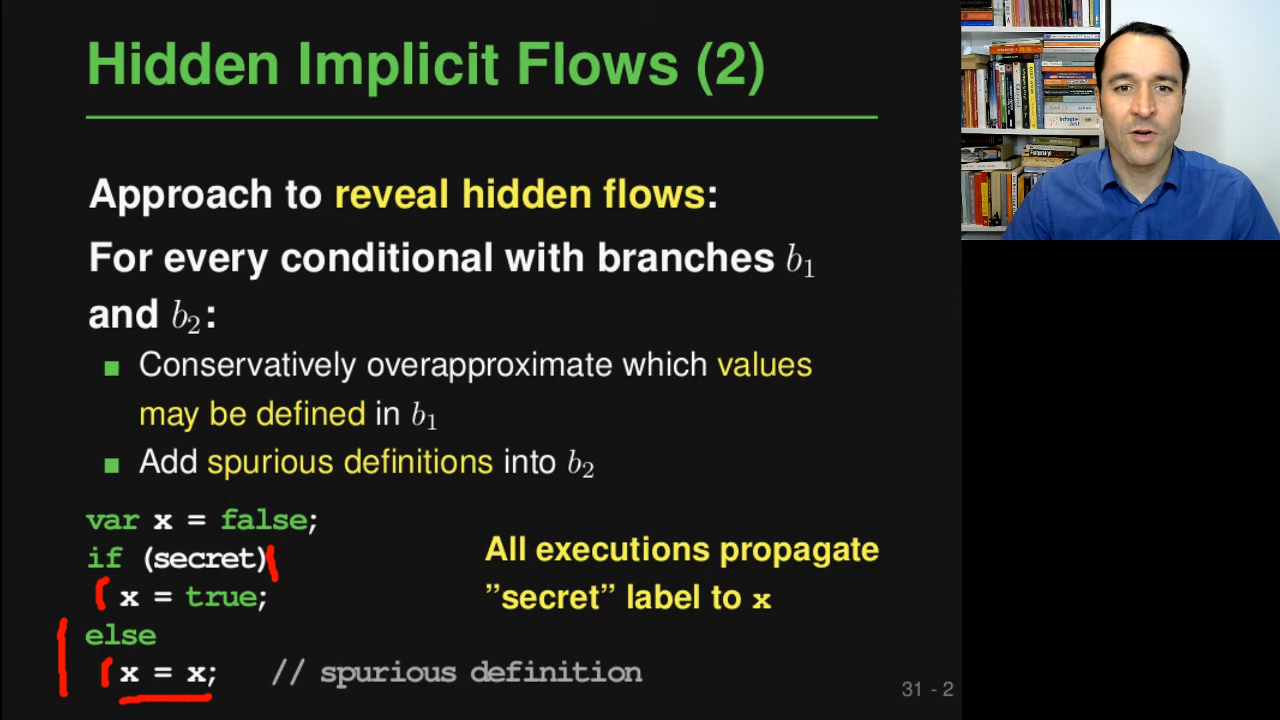 Hidden Implicit Flows (2)
Approach to reveal hidden flows:
For every conditional with branches b1
and b2:
Conservatively overapproximate which values
may be defined in b1
Add spurious definitions into b2
var x = false;
if (secret)
x = true;
else
x = x; // spurious definition
All executions propagate
”secret” label to x
31 - 2
Infinite
Jest